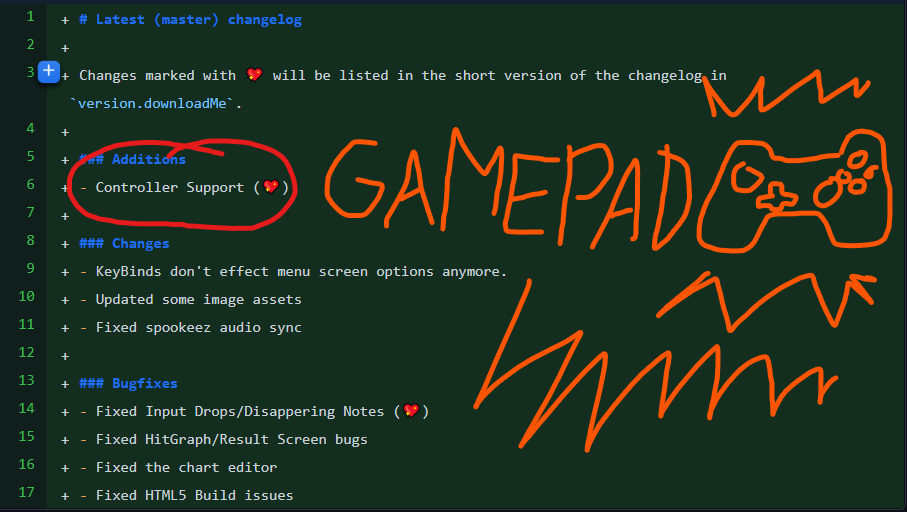 1 + # Latest (master) changelog
2 +
3 + Changes marked with 💖 will be listed in the short version of the changelog in
`version.downloadMe`.
4 +
5 + ### Additions
6 + - Controller Support (💖)
GAMEPAD
7 +
8 + ### Changes
9 + - KeyBinds don't effect menu screen options anymore.
10 + - Updated some image assets
11 + - Fixed spookeez audio sync
12 +
13 + ### Bugfixes
14 + - Fixed Input Drops/Disappering Notes (💖)
15 + - Fixed HitGraph/Result Screen bugs
16 + - Fixed the chart editor
17 + - Fixed HTML5 Build issues